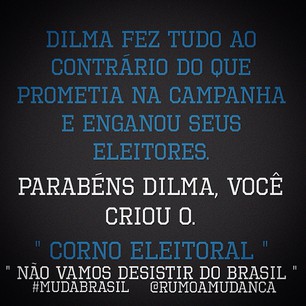 DILMA FEZ TUDO AO
CONTRÁRIO DO QUE
PROMETIA NA CAMPANHA
E ENGANOU SEUS
ELEITORES.
PARABÉNS DILMA, VOCÊ
CRIOU O.
" CORNO ELEITORAL "
" NÃO VAMOS DESISTIR DO BRASIL "
#MUDABRASIL @RUMOAMUDANCA